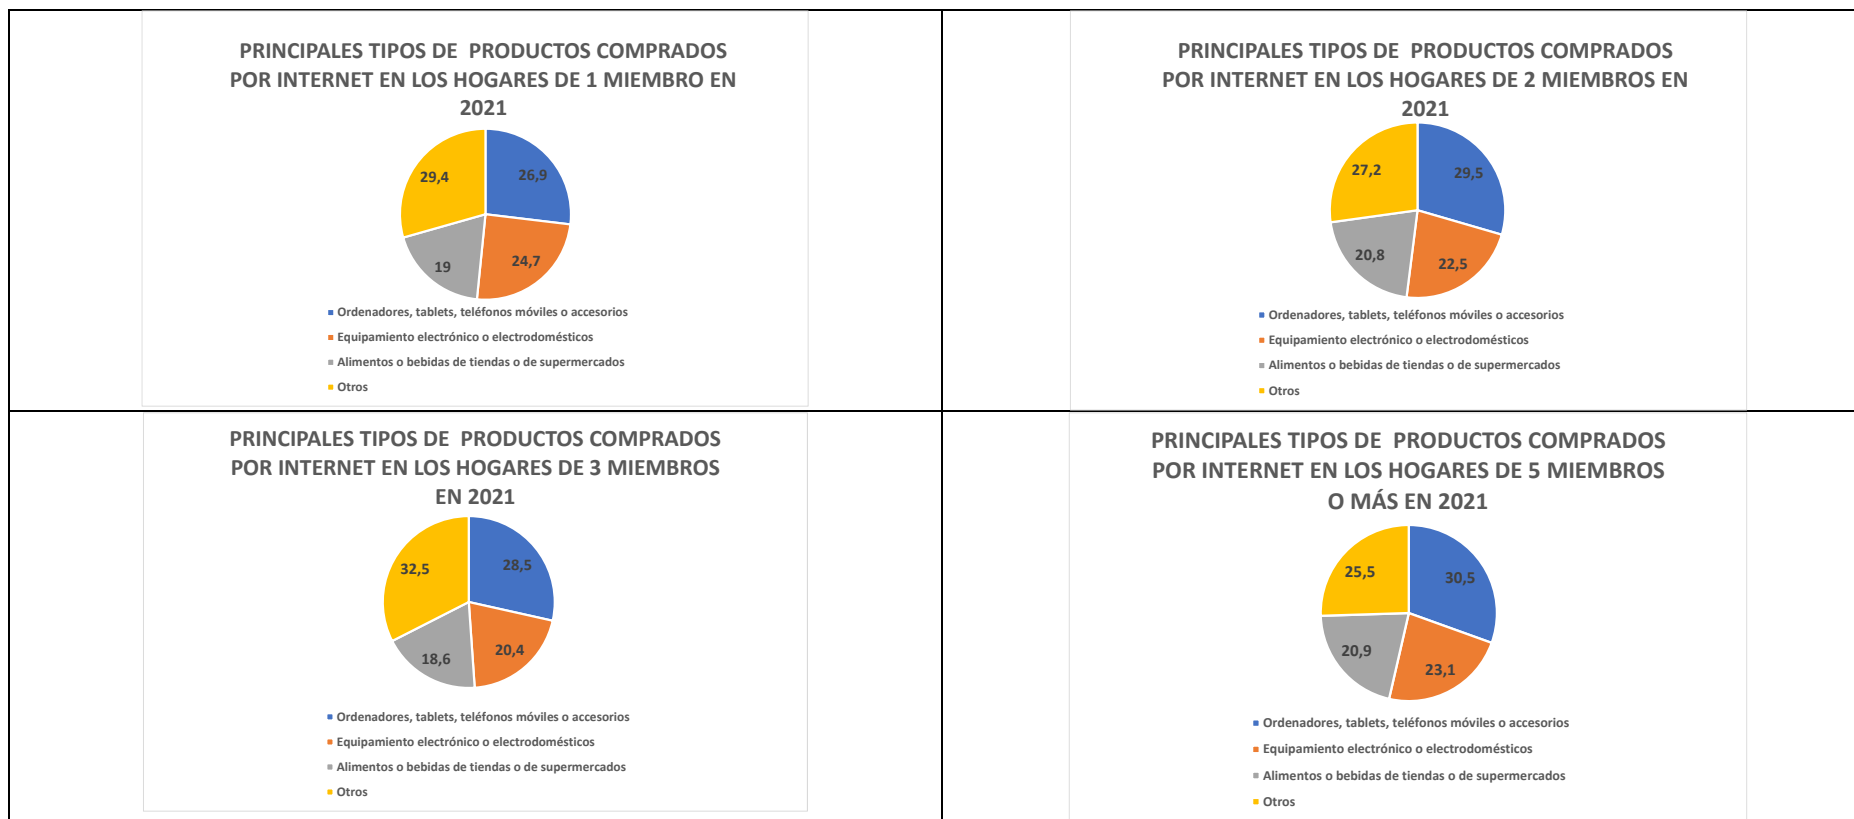 PRINCIPALES TIPOS DE  PRODUCTOS COMPRADOS
POR INTERNET EN LOS HOGARES DE 1 MIEMBRO EN
2021
29,4
26,9
19
24,7
Ordenadores, tablets, teléfonos móviles o accesorios
Equipamiento electrónico o electrodomésticos
Alimentos o bebidas de tiendas o de supermercados
Otros
PRINCIPALES TIPOS DE  PRODUCTOS COMPRADOS
POR INTERNET EN LOS HOGARES DE 2 MIEMBROS EN
2021
27,2
29,5
20,8
22,5
Ordenadores, tablets, teléfonos móviles o accesorios
Equipamiento electrónico o electrodomésticos
Alimentos o bebidas de tiendas o de supermercados
Otros
PRINCIPALES TIPOS DE  PRODUCTOS COMPRADOS
POR INTERNET EN LOS HOGARES DE 3 MIEMBROS
EN 2021
32,5
28,5
18,6
20,4
Ordenadores, tablets, teléfonos móviles o accesorios
Equipamiento electrónico o electrodomésticos
Alimentos o bebidas de tiendas o de supermercados
Otros
PRINCIPALES TIPOS DE  PRODUCTOS COMPRADOS
POR INTERNET EN LOS HOGARES DE 5 MIEMBROS
O MÁS EN 2021
25,5
30,5
20,9
23,1
Ordenadores, tablets, teléfonos móviles o accesorios
Equipamiento electrónico o electrodomésticos
Alimentos o bebidas de tiendas o de supermercados
Otros